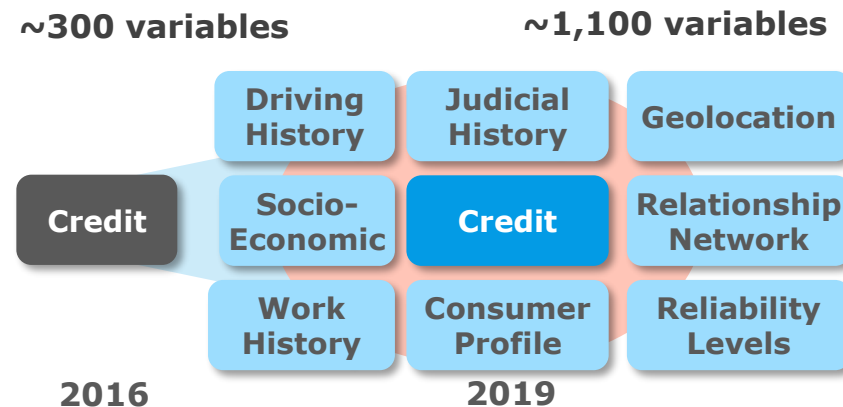 ~300 variables
~1,100 variables
Driving
History
Judicial
History
Geolocation
Credit
Socio-
Economic
Credit
Relationship
Network
Work
History
Consumer
Profile
Reliability
Levels
2016
2019